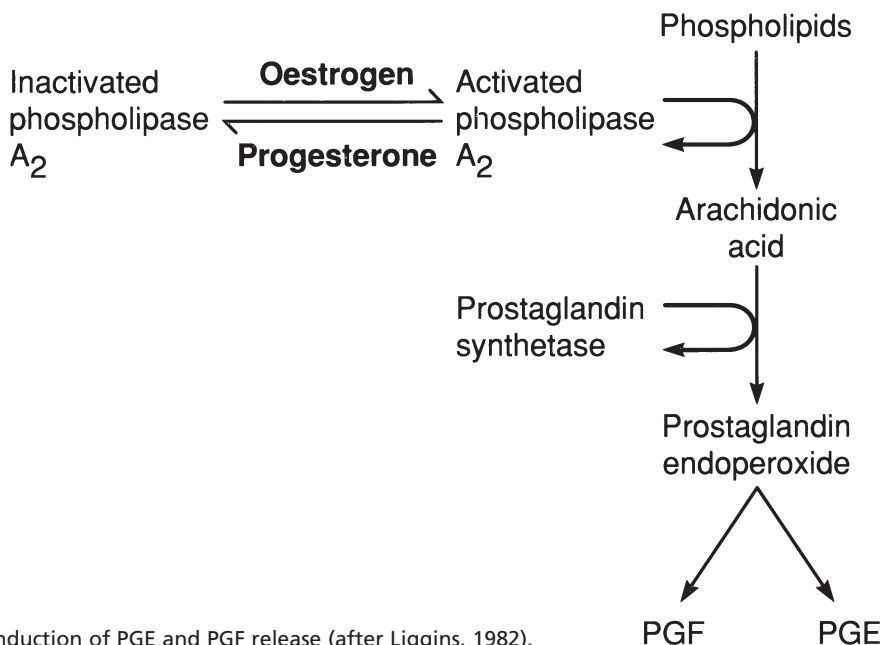 Phospholipids
Oestrogen
Inactivated
phospholipase
A2
Progesterone
Activated
phospholipase
A2
Arachidonic
acid
Prostaglandin
synthetase
Prostaglandin
endoperoxide
PGF
PGE
of PGE and PGF release (after Liggins, 1982).